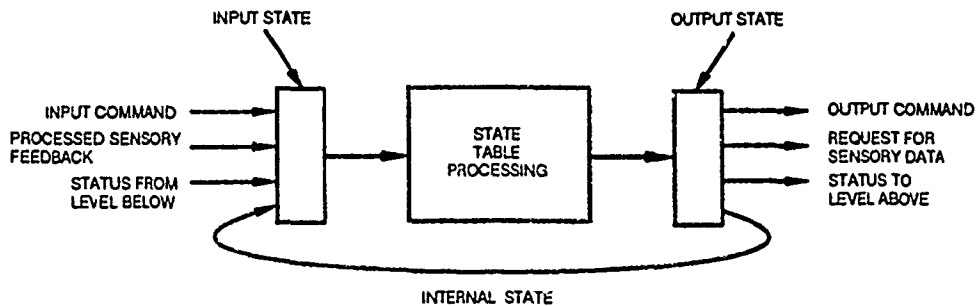 INPUT STATE
OUTPUT STATE
INPUT COMMAND
PROCESSED SENSORY
FEEDBACK
STATUS FROM
LEVEL BELOW
STATE
TABLE
PROCESSING
OUTPUT COMMAND
REQUEST FOR
SENSORY DATA
STATUS TO
LEVEL ABOVE
INTERNAL STATE